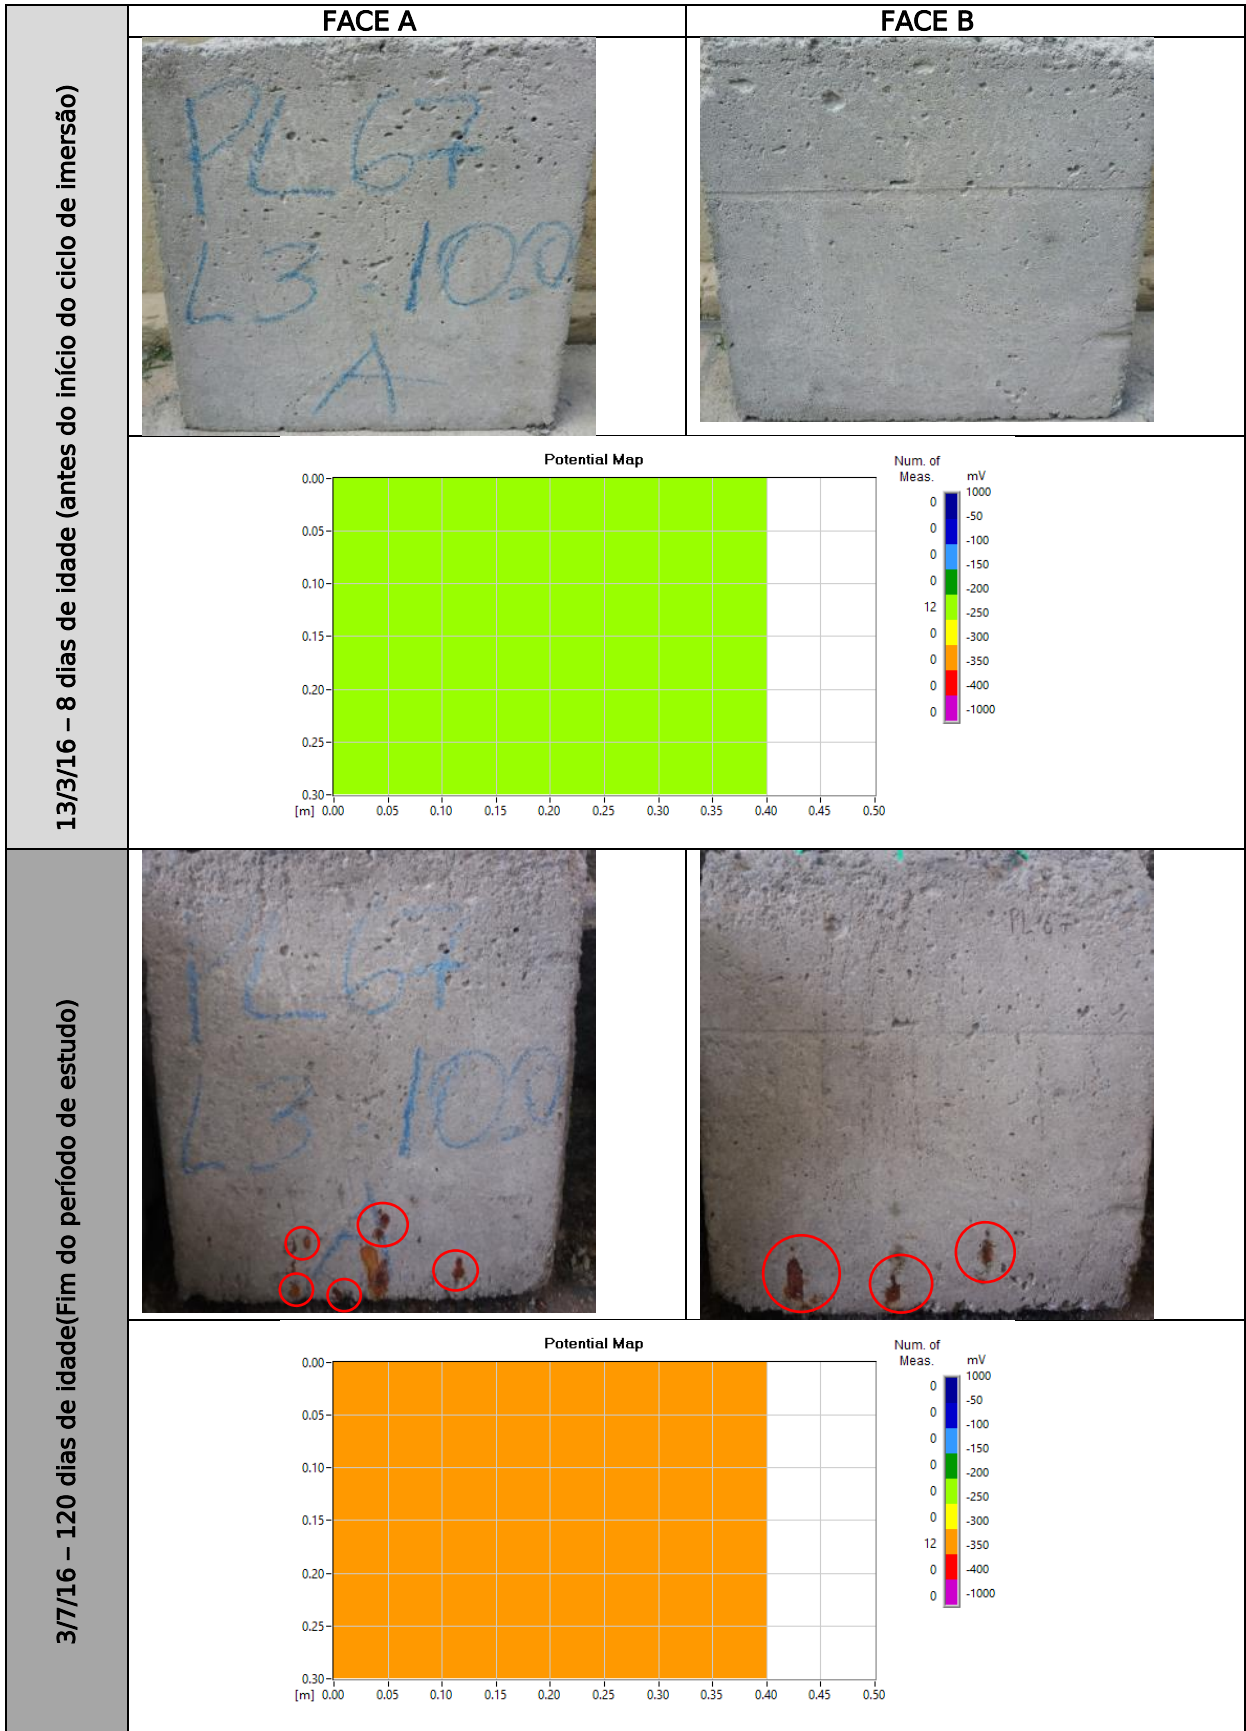 FACE A
FACE B
13/3/16 – 8 dias de idade (antes do início do ciclo de imersão)
PL67
L3 - 10.0
A
Potential Map
Num. of
Meas.
mV
0.00
0.05
0.10
0.15
0.20
0.25
0.30
[m] 0.00 0.05 0.10 0.15 0.20 0.25 0.30 0.35 0.40 0.45 0.50
1000
0
-50
0
-100
0
-150
0
-200
12
-250
0
-300
0
-350
0
-400
0
-1000
3/7/16 – 120 dias de idade(Fim do período de estudo)
PL67
L3 - 10.0
A
PL67
Potential Map
Num. of
Meas.
mV
0.00
0.05
0.10
0.15
0.20
0.25
0.30
[m] 0.00 0.05 0.10 0.15 0.20 0.25 0.30 0.35 0.40 0.45 0.50
1000
0
-50
0
-100
0
-150
0
-200
0
-250
0
-300
12
-350
0
-400
0
-1000